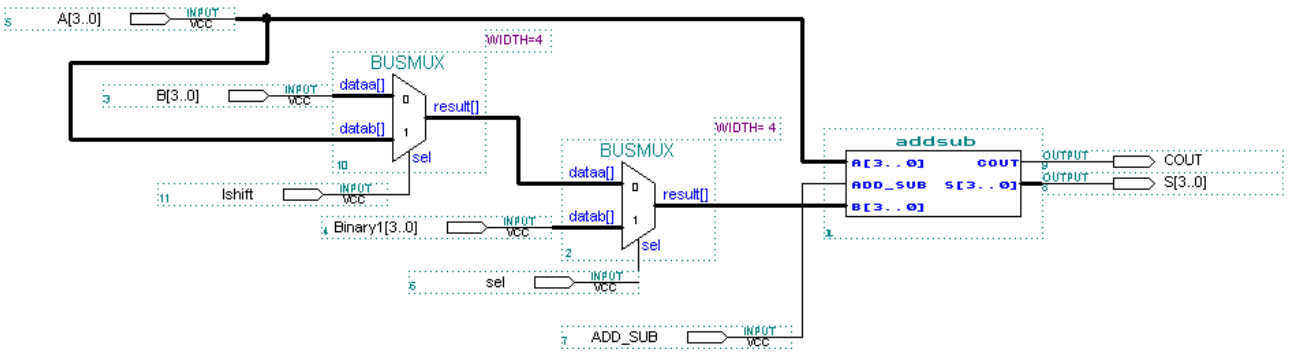 5 A[3..0] INPUT VCC
WIDTH=4
BUSMUX
3 B[3..0] INPUT VCC
dataa[] 0
result[]
datab[] 1
sel
10
11 lshift INPUT VCC
WIDTH= 4
BUSMUX
dataa[] 0
result[]
4 Binary1[3..0] INPUT VCC
datab[] 1
sel
2
6 sel INPUT VCC
7 ADD_SUB INPUT VCC
addsub
A[3..0] COUT
ADD_SUB S[3..0]
B[3..0]
1
OUTPUT COUT
9
OUTPUT S[3..0]
8